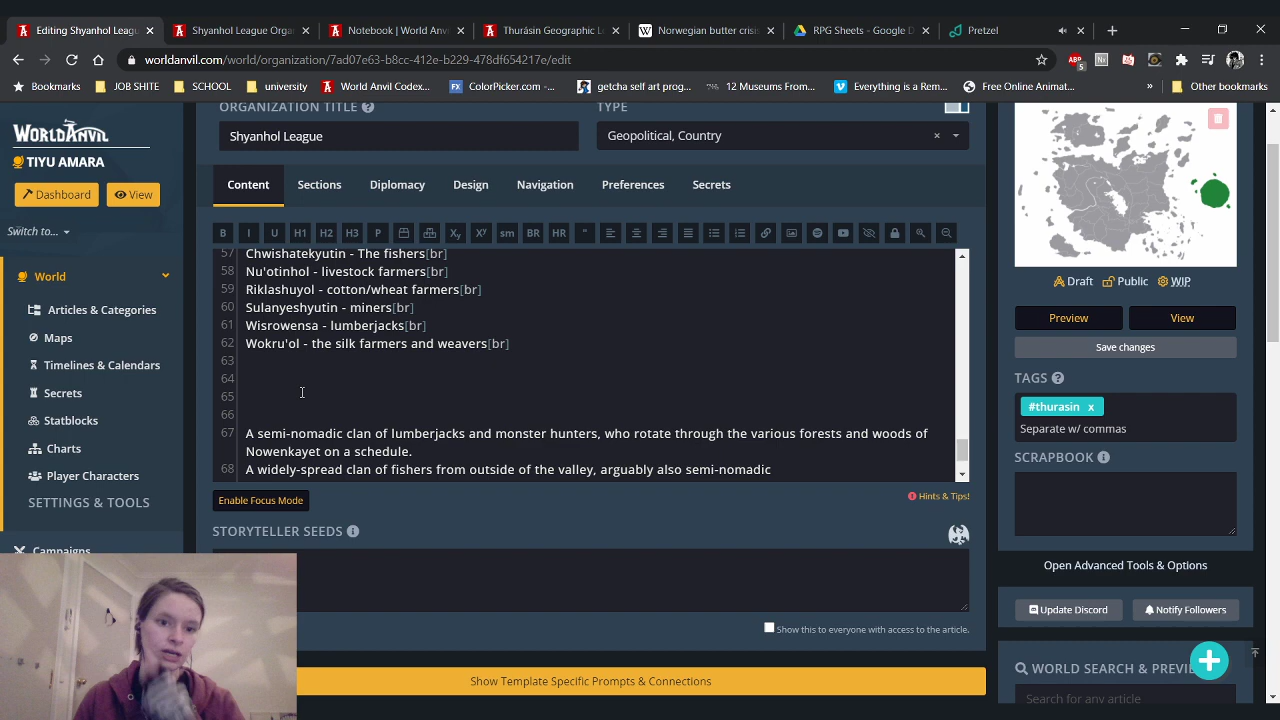 Editing Shyanhol League
Shyanhol League Orga
Notebook | World Anvi
Thurásin Geographic L
Norwegian butter crisis
RPG Sheets - Google D
Pretzel
worldanvil.com/world/organization/7ad07e63-b8cc-412e-b229-478df654217e/edit
Bookmarks
JOB SHITE
SCHOOL
university
World Anvil Codex...
ColorPicker.com -...
getcha self art prog...
12 Museums From...
Everything is a Rem...
Free Online Animat...
»
Other bookmarks
WORLDANVIL
TIYU AMARA
Dashboard
View
Switch to...
World
Articles & Categories
Maps
Timelines & Calendars
Secrets
Statblocks
Charts
Player Characters
SETTINGS & TOOLS
Campaigns
ORGANIZATION TITLE
TYPE
Shyanhol League
Geopolitical, Country
Content
Sections
Diplomacy
Design
Navigation
Preferences
Secrets
B I U H1 H2 H3 P Xy XY sm BR HR "
57 Chwishatekyutin - The fishers[br]
58 Nu'otinhol - livestock farmers[br]
59 Riklashuyol - cotton/wheat farmers[br]
60 Sulanyeshyutin - miners[br]
61 Wisrowensa - lumberjacks[br]
62 Wokru'ol - the silk farmers and weavers[br]
63
64
65
66
67 A semi-nomadic clan of lumberjacks and monster hunters, who rotate through the various forests and woods of
Nowenkayet on a schedule.
68 A widely-spread clan of fishers from outside of the valley, arguably also semi-nomadic
Enable Focus Mode
Hints & Tips!
STORYTELLER SEEDS
Show this to everyone with access to the article.
Show Template Specific Prompts & Connections
Draft
Public
WIP
Preview
View
Save changes
TAGS
#thurasin x
Separate w/ commas
SCRAPBOOK
Open Advanced Tools & Options
Update Discord
Notify Followers
WORLD SEARCH & PREVIE
Search for any article